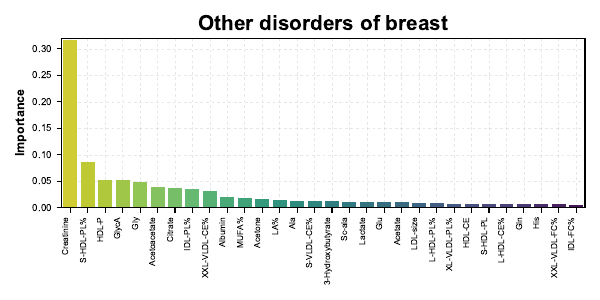 Other disorders of breast
Importance
0.30
0.25
0.20
0.15
0.10
0.05
0.00
Creatinine
S-HDL-PL%
HDL-P
GlycA
Gly
Acetoacetate
Citrate
IDL-PL%
XXL-VLDL-CE%
Albumin
MUFA%
Acetone
LA%
Ala
S-VLDL-CE%
3-Hydroxybutyrate
Lactate
Glu
Acetate
LDL-size
L-HDL-PL%
XL-VLDL-PL%
HDL-CE
S-HDL-PL
L-HDL-CE%
Gln
His
XXL-VLDL-FC%
IDL-FC%